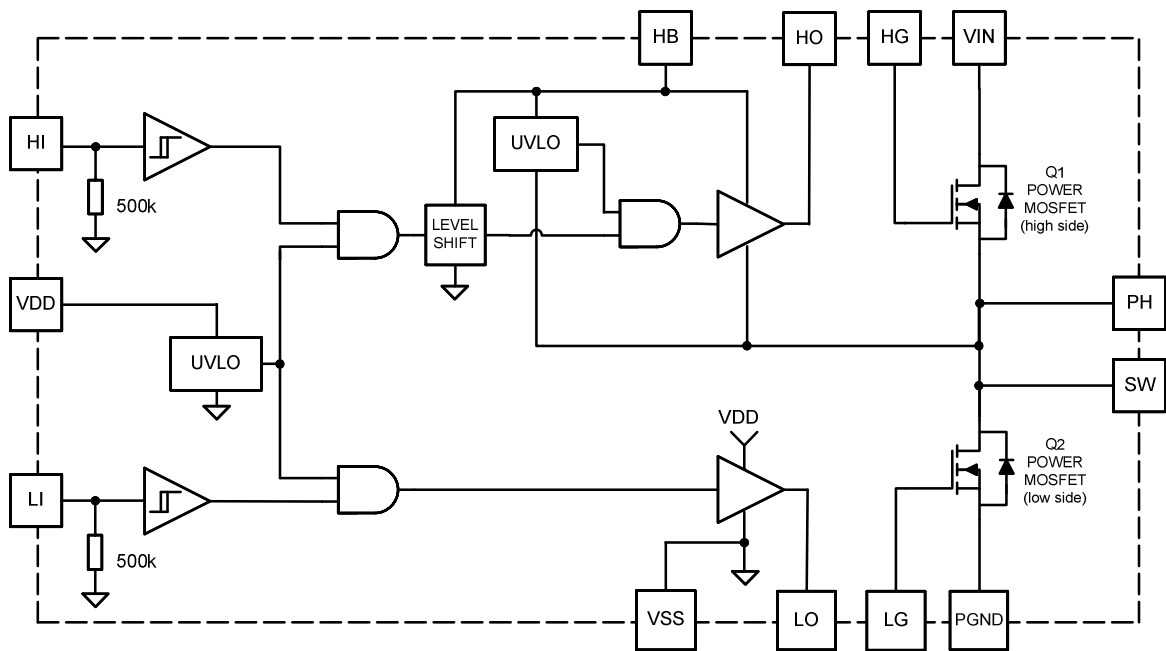 HB
HO
HG
VIN
HI
500k
UVLO
LEVEL
SHIFT
Q1
POWER
MOSFET
(high side)
VDD
UVLO
PH
SW
VDD
LI
500k
Q2
POWER
MOSFET
(low side)
VSS
LO
LG
PGND